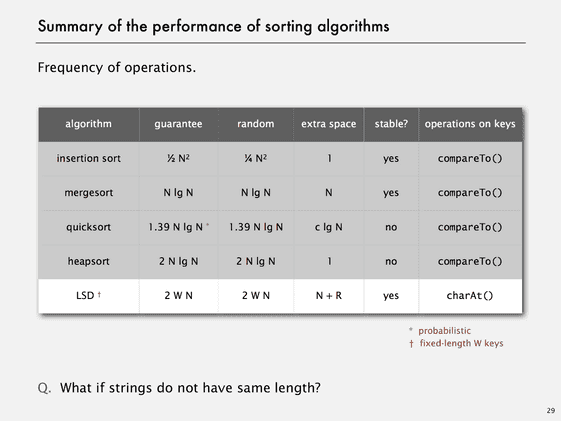 Summary of the performance of sorting algorithms
Frequency of operations.
algorithm guarantee random extra space stable? operations on keys
insertion sort ½ N² ¼ N² 1 yes compareTo()
mergesort N lg N N lg N N yes compareTo()
quicksort 1.39 N lg N * 1.39 N lg N c lg N no compareTo()
heapsort 2 N lg N 2 N lg N 1 no compareTo()
LSD † 2 W N 2 W N N + R yes charAt()
* probabilistic
† fixed-length W keys
Q. What if strings do not have same length?
29